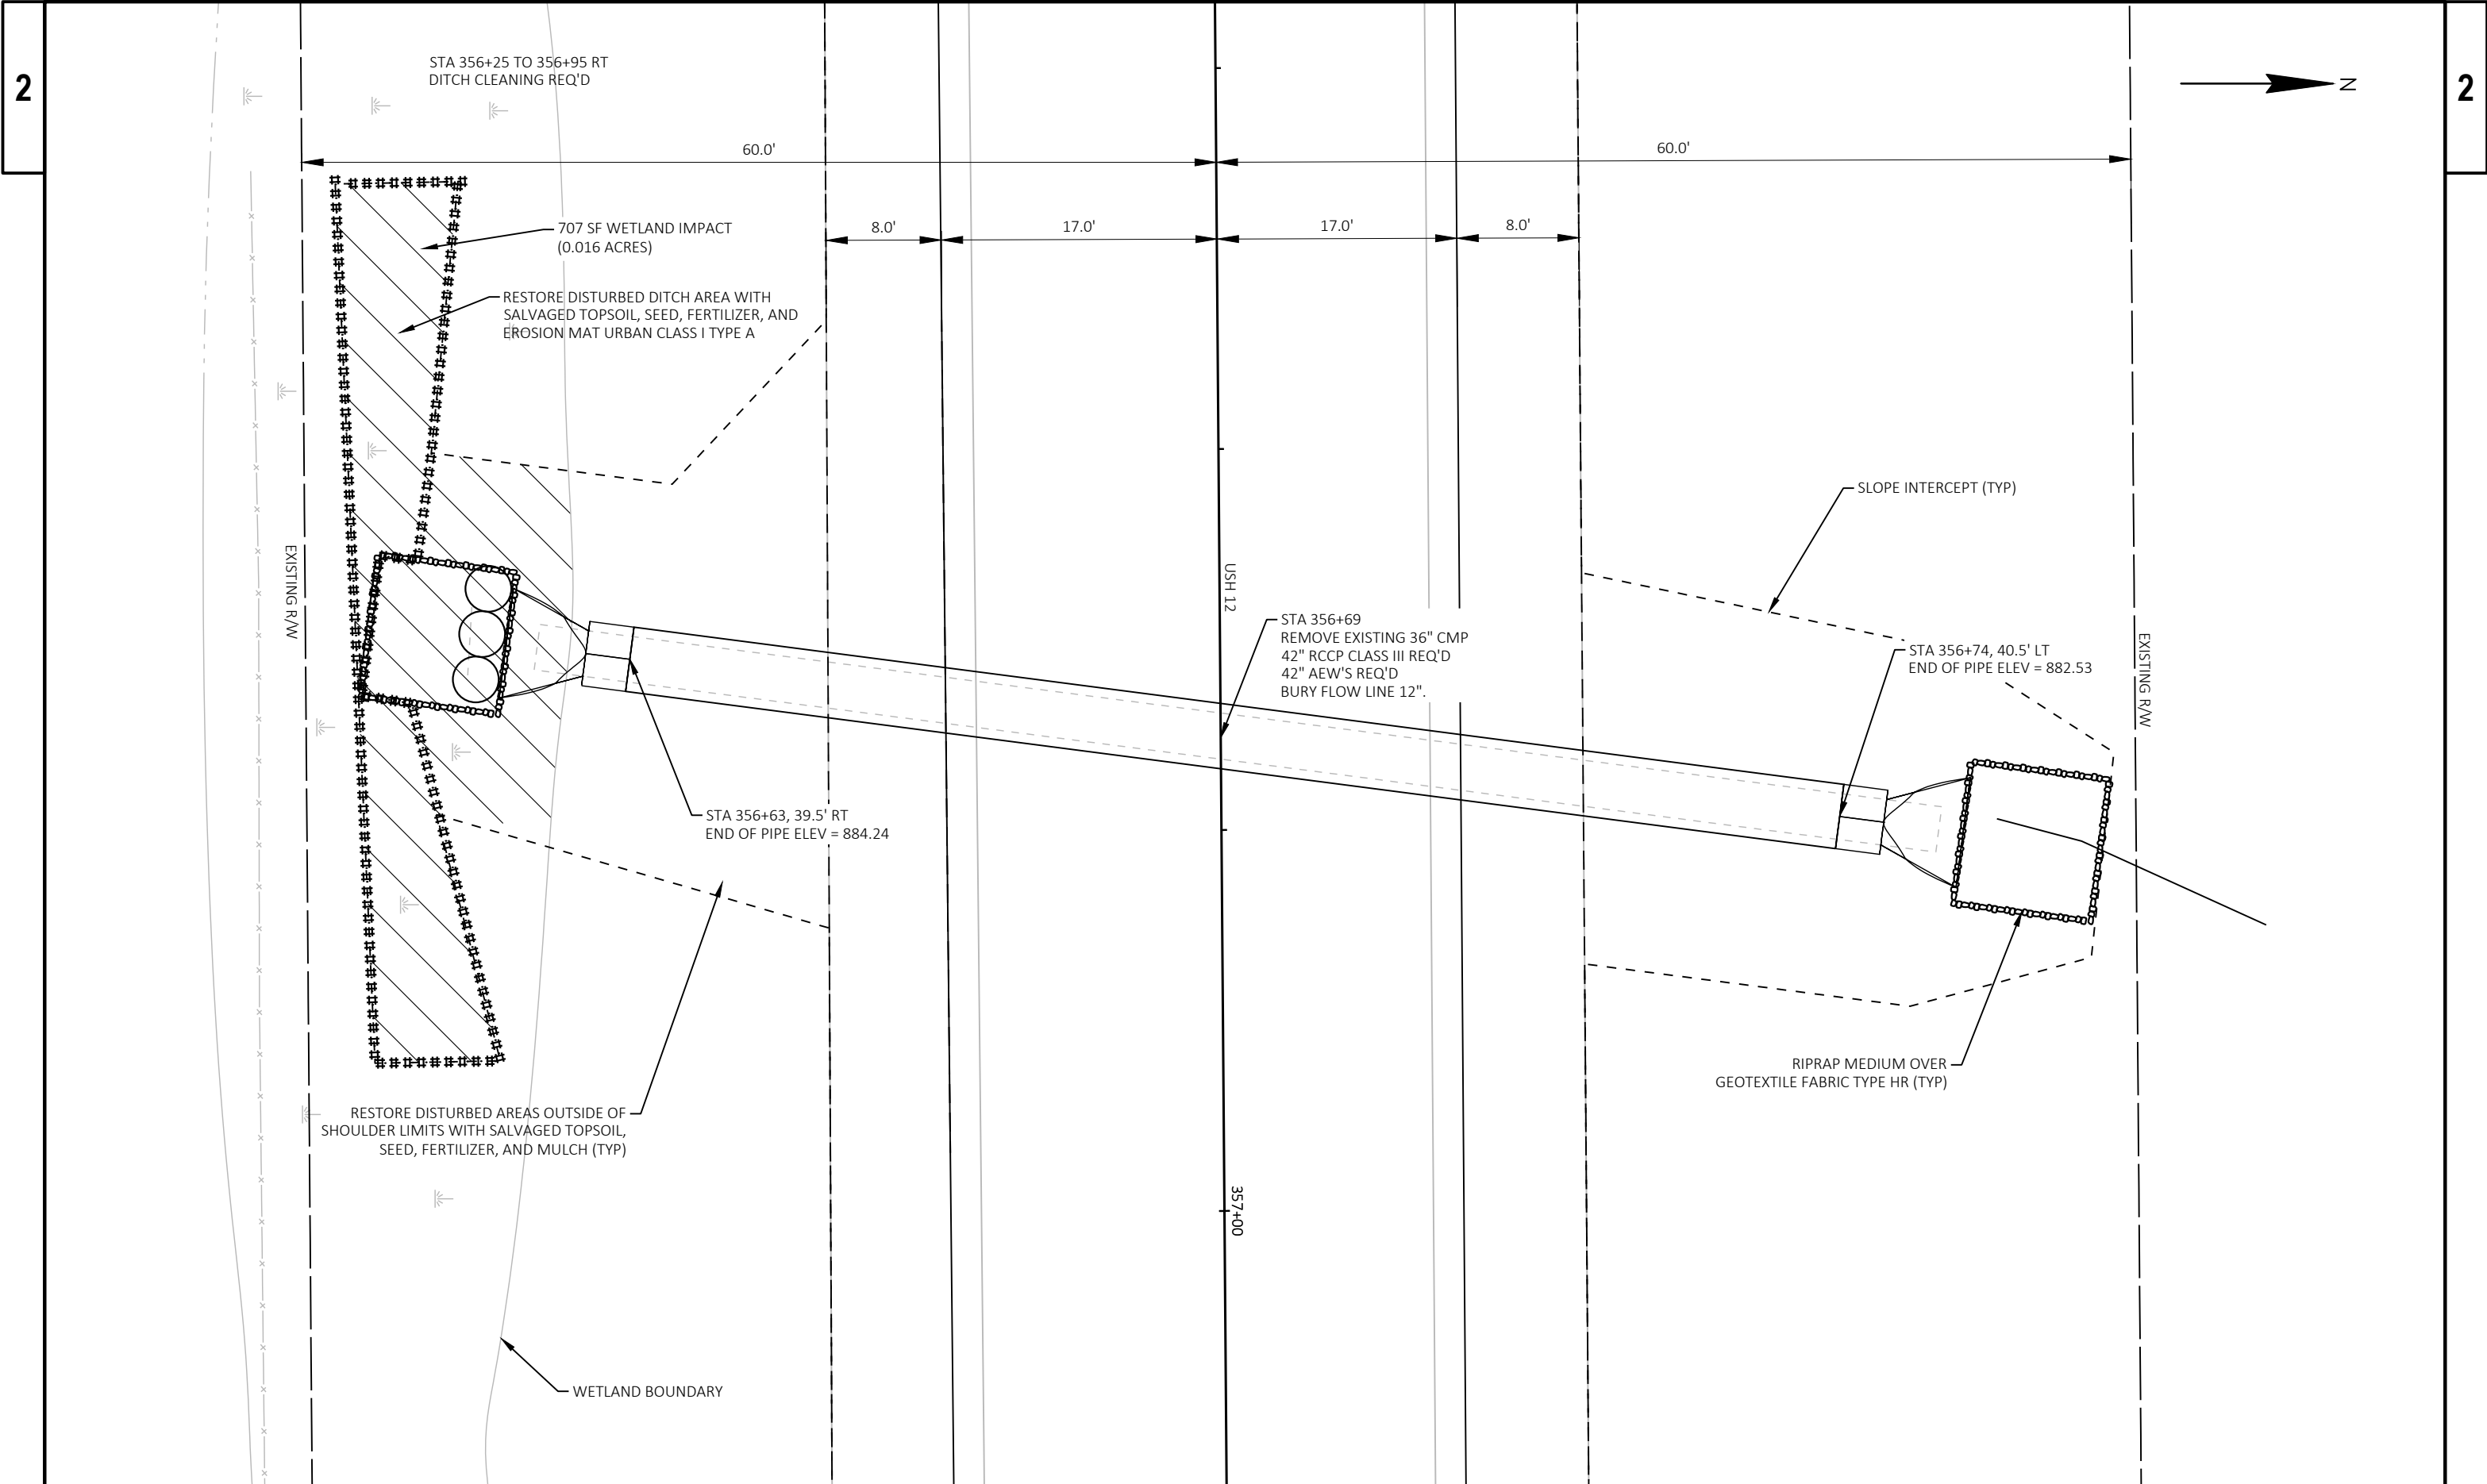 2
2
STA 356+25 TO 356+95 RT
DITCH CLEANING REQ'D
N
60.0'
60.0'
8.0'
17.0'
17.0'
8.0'
707 SF WETLAND IMPACT
(0.016 ACRES)
RESTORE DISTURBED DITCH AREA WITH
SALVAGED TOPSOIL, SEED, FERTILIZER, AND
EROSION MAT URBAN CLASS I TYPE A
SLOPE INTERCEPT (TYP)
EXISTING R/W
USH 12
STA 356+69
REMOVE EXISTING 36" CMP
42" RCCP CLASS III REQ'D
42" AEW'S REQ'D
BURY FLOW LINE 12".
STA 356+74, 40.5' LT
END OF PIPE ELEV = 882.53
EXISTING R/W
STA 356+63, 39.5' RT
END OF PIPE ELEV = 884.24
RIPRAP MEDIUM OVER
GEOTEXTILE FABRIC TYPE HR (TYP)
RESTORE DISTURBED AREAS OUTSIDE OF
SHOULDER LIMITS WITH SALVAGED TOPSOIL,
SEED, FERTILIZER, AND MULCH (TYP)
357+00
WETLAND BOUNDARY